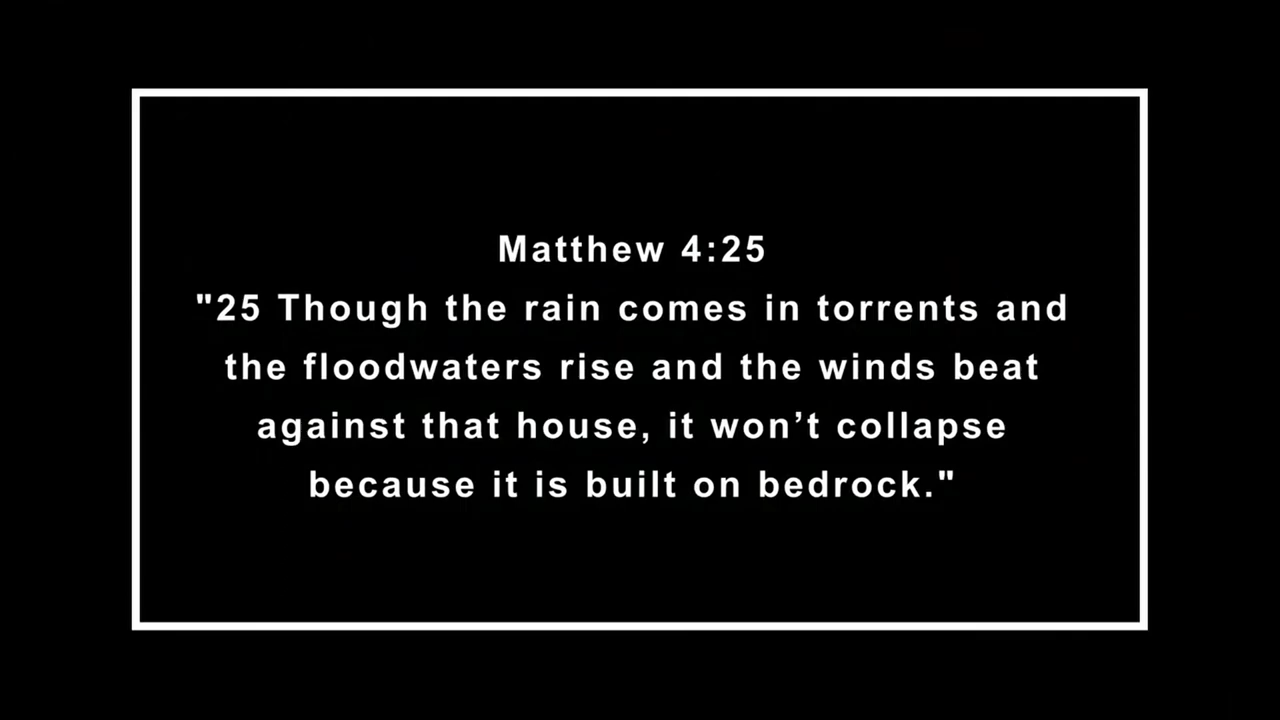 Matthew 4:25
"25 Though the rain comes in torrents and
the floodwaters rise and the winds beat
against that house, it won’t collapse
because it is built on bedrock."